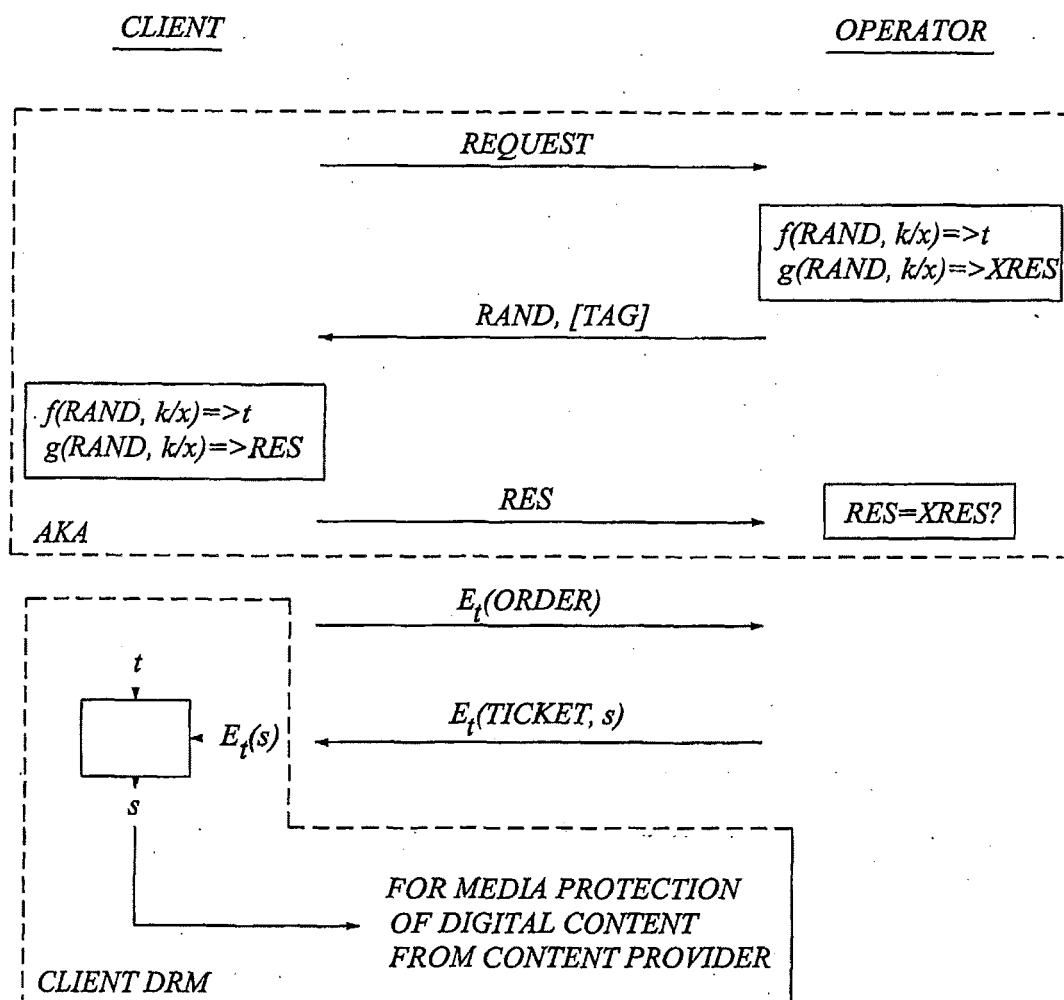 CLIENT
OPERATOR
REQUEST
f(RAND, k/x)=>t
g(RAND, k/x)=>XRES
RAND, [TAG]
f(RAND, k/x)=>t
g(RAND, k/x)=>RES
RES
RES=XRES?
AKA
E_t(ORDER)
t
E_t(TICKET, s)
E_t(s)
s
FOR MEDIA PROTECTION
OF DIGITAL CONTENT
FROM CONTENT PROVIDER
CLIENT DRM